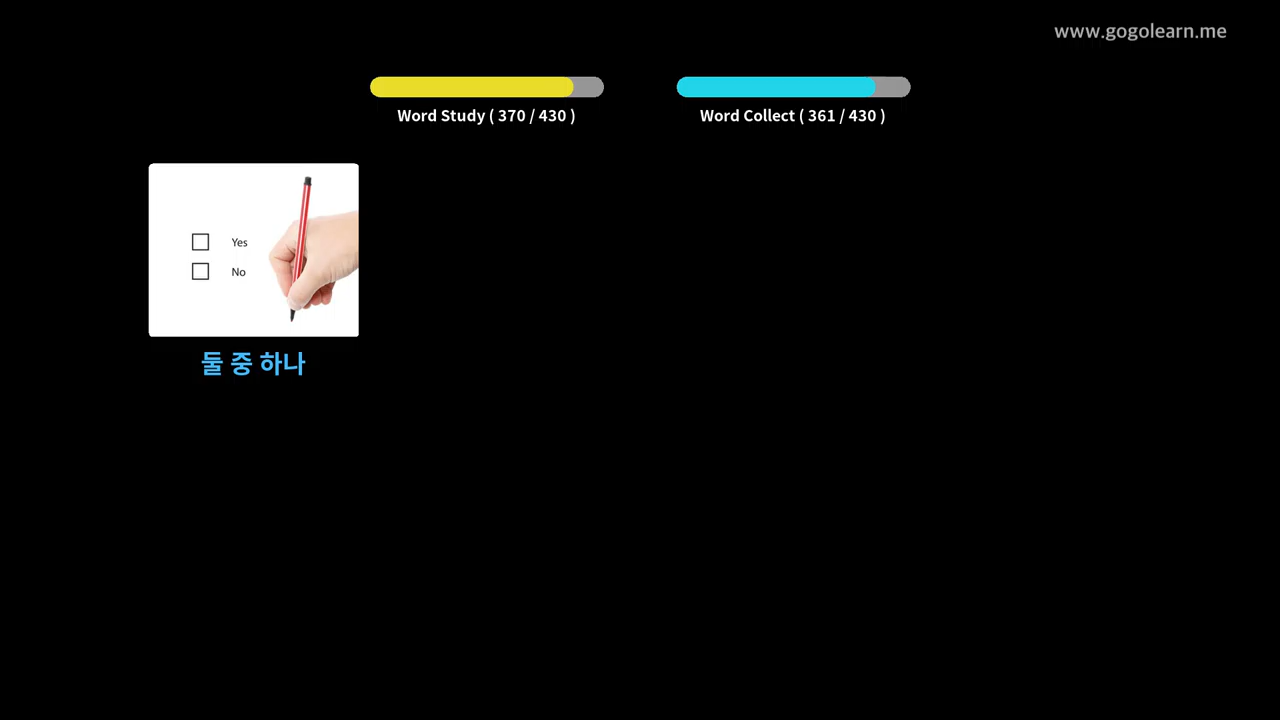 www.gogolearn.me
Word Study ( 370 / 430 )
Word Collect ( 361 / 430 )
Yes
No
둘 중 하나